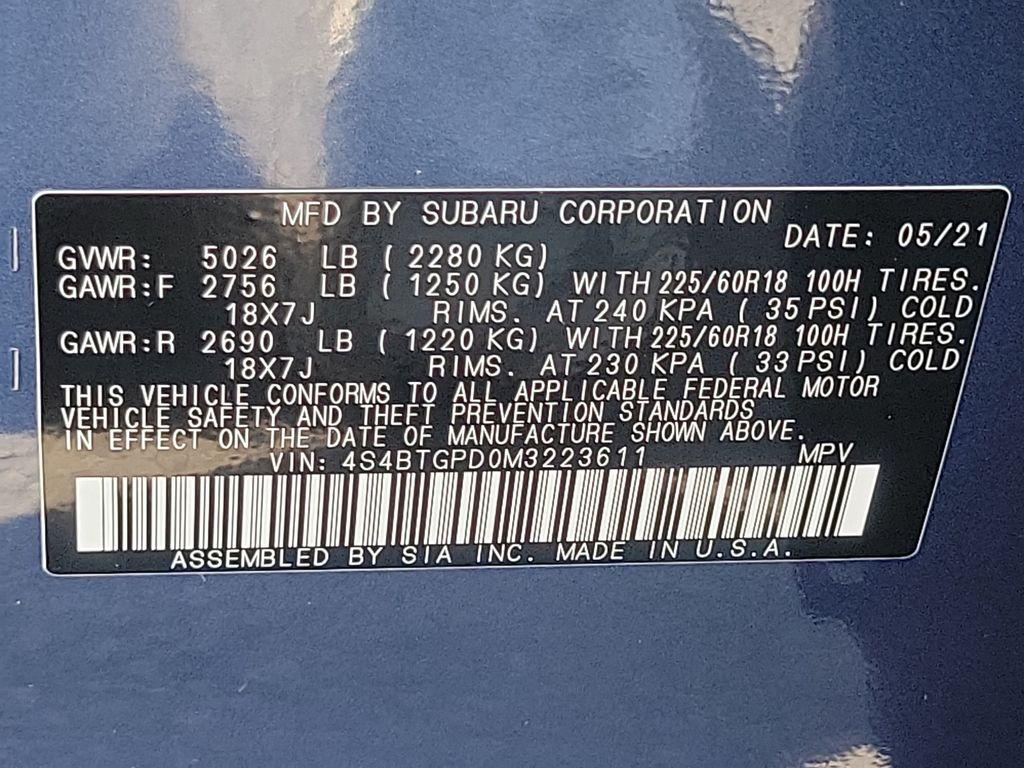 MFD BY SUBARU CORPORATION
DATE: 05/21
GVWR: 5026 LB ( 2280 KG)
GAWR:F 2756 LB ( 1250 KG) WITH 225/60R18 100H TIRES.
18X7J RIMS. AT 240 KPA ( 35 PSI) COLD
GAWR:R 2690 LB ( 1220 KG) WITH 225/60R18 100H TIRES.
18X7J RIMS. AT 230 KPA ( 33 PSI) COLD
THIS VEHICLE CONFORMS TO ALL APPLICABLE FEDERAL MOTOR
VEHICLE SAFETY AND THEFT PREVENTION STANDARDS
IN EFFECT ON THE DATE OF MANUFACTURE SHOWN ABOVE.
VIN: 4S4BTGPD0M3223611 MPV
ASSEMBLED BY SIA INC. MADE IN U.S.A.